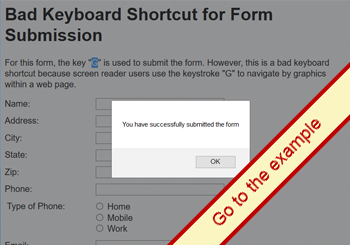 Bad Keyboard Shortcut for Form
Submission
For this form, the key "G" is used to submit the form. However, this is a bad keyboard
shortcut because screen reader users use the keystroke "G" to navigate by graphics
within a web page.
Name:
Address:
City:
State:
Zip:
Phone:
Type of Phone:
Home
Mobile
Work
Email:
You have successfully submitted the form
OK
Go to the example